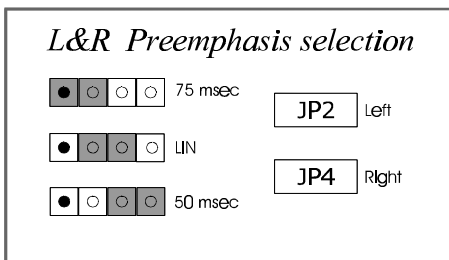 L&R Preemphasis selection
75 msec
JP2 Left
LIN
JP4 Right
50 msec